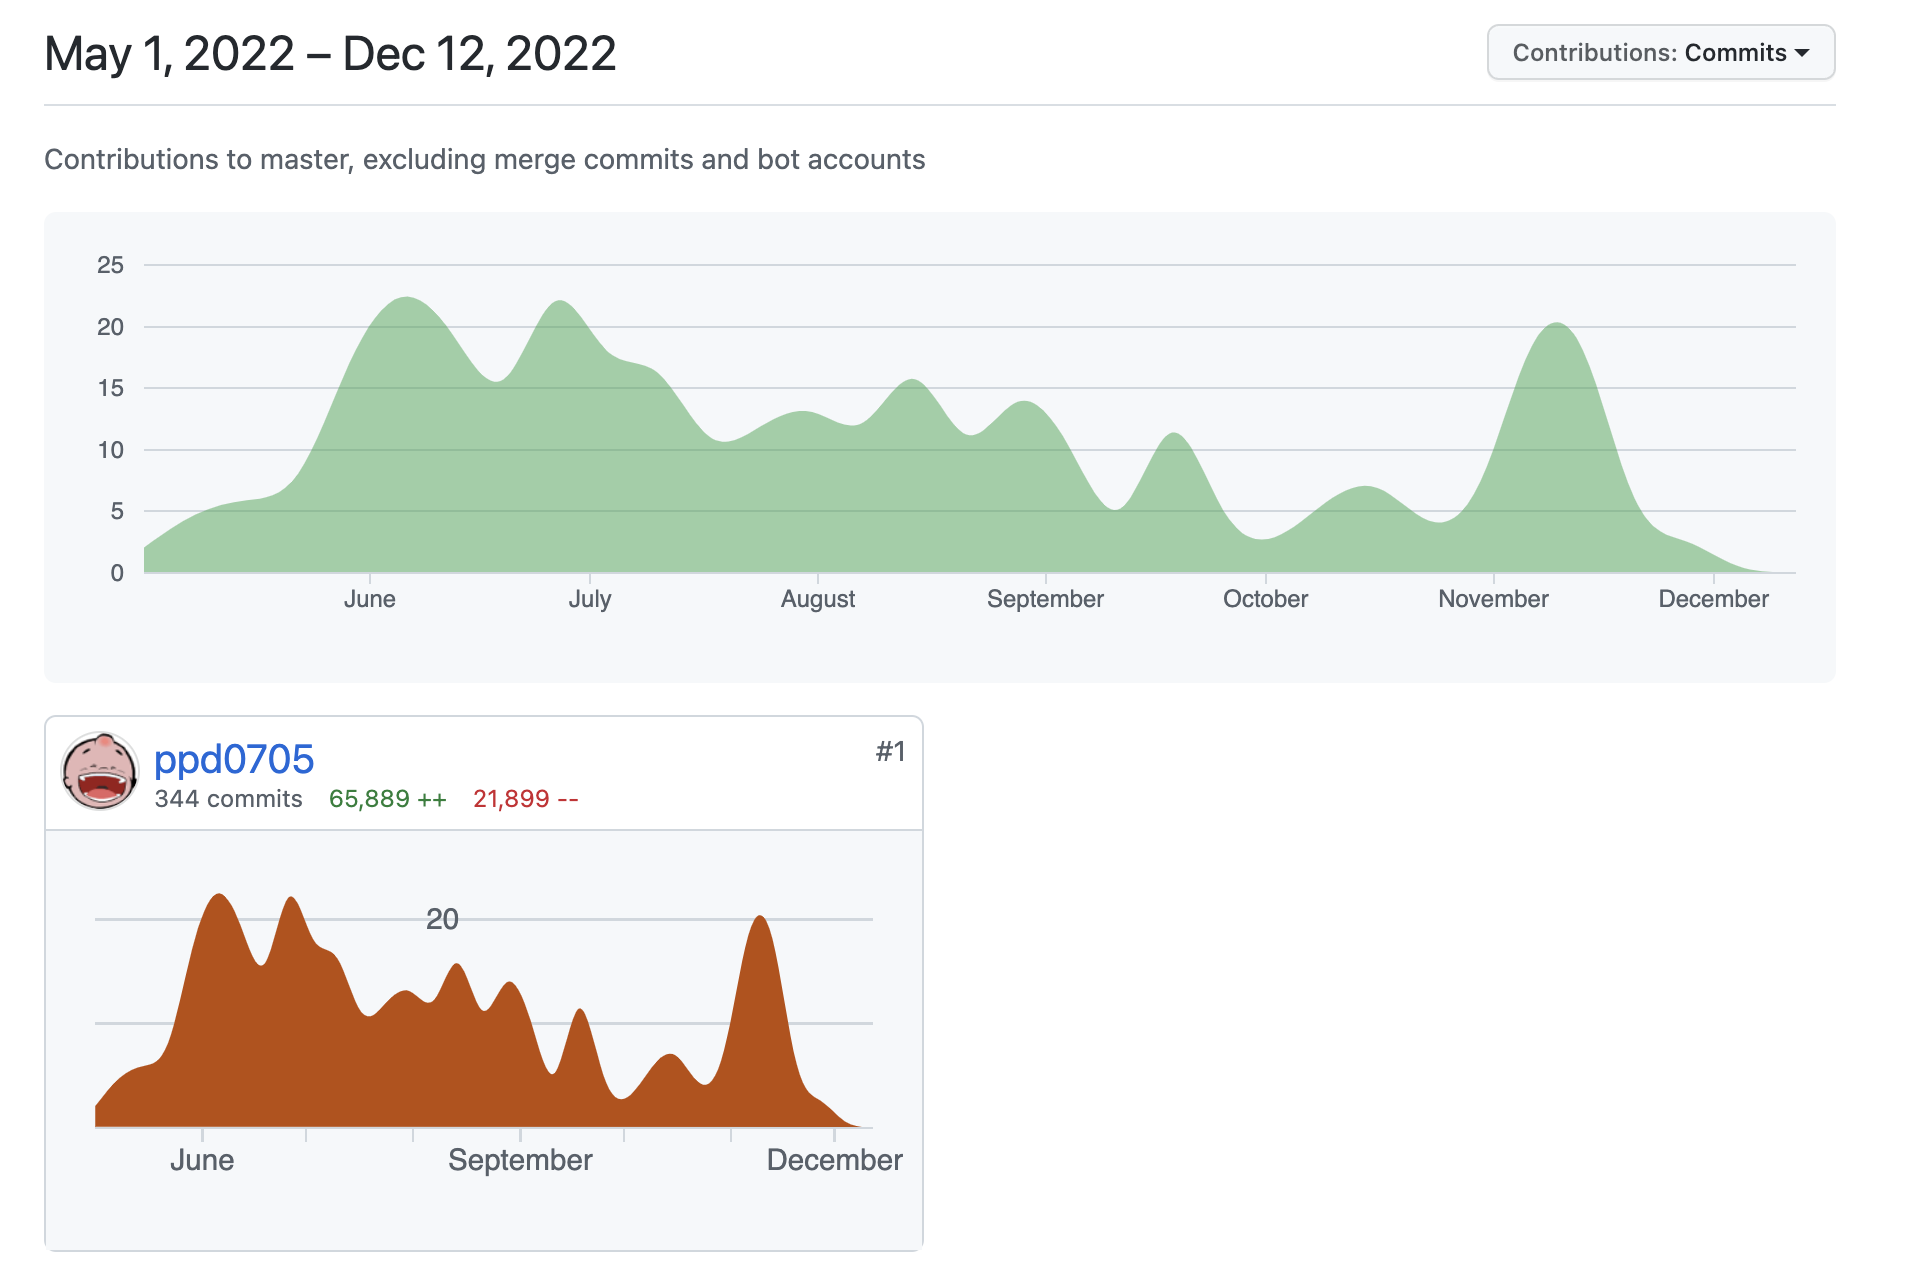 May 1, 2022 – Dec 12, 2022
Contributions: Commits
Contributions to master, excluding merge commits and bot accounts
25
20
15
10
5
0
June July August September October November December
ppd0705
#1
344 commits 65,889 ++ 21,899 --
20
June September December